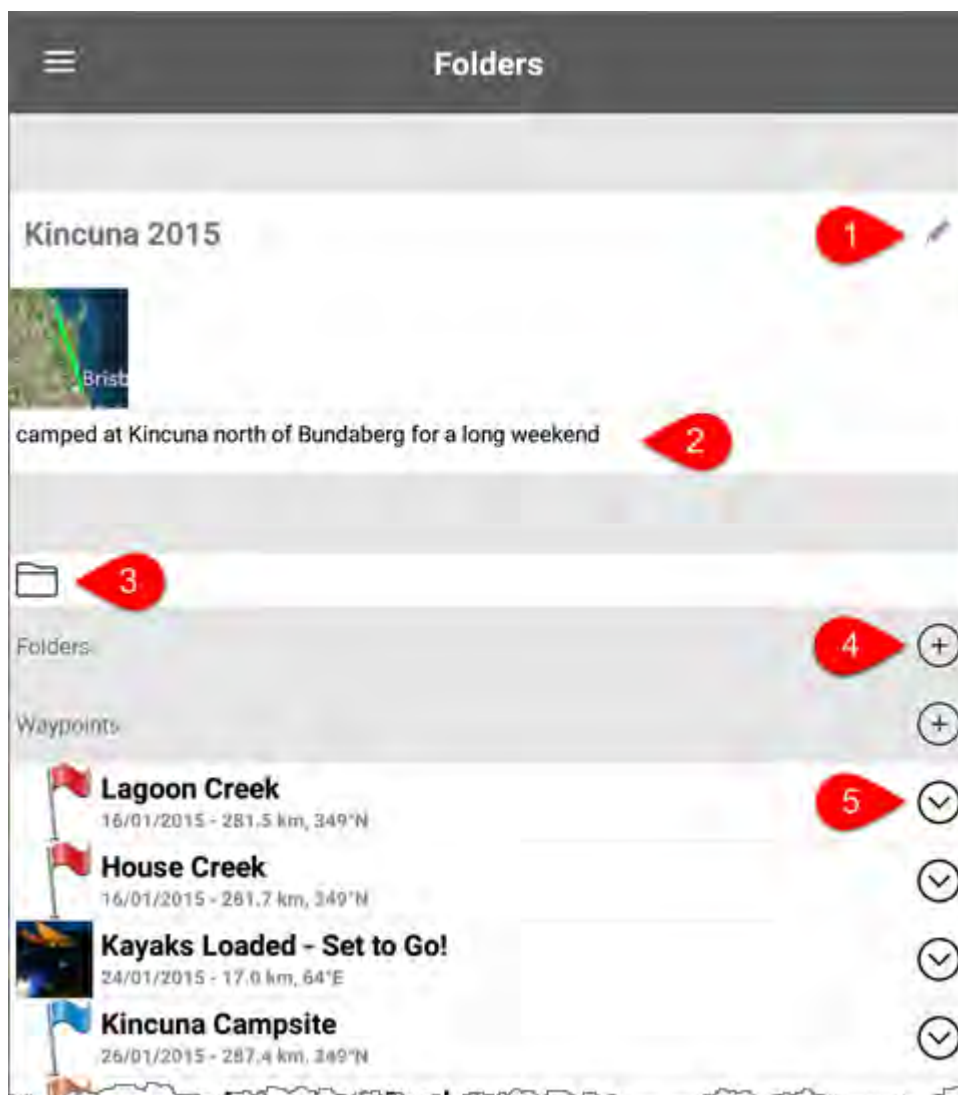 Folders
Kincuna 2015
1
Brisb
camped at Kincuna north of Bundaberg for a long weekend
2
3
Folders
4
Waypoints
Lagoon Creek
5
16/01/2015 - 281.5 km, 349°N
House Creek
16/01/2015 - 261.7 km, 349°N
Kayaks Loaded - Set to Go!
24/01/2015 - 17.0 km, 64°E
Kincuna Campsite
26/01/2015 - 287.4 km, 349°N